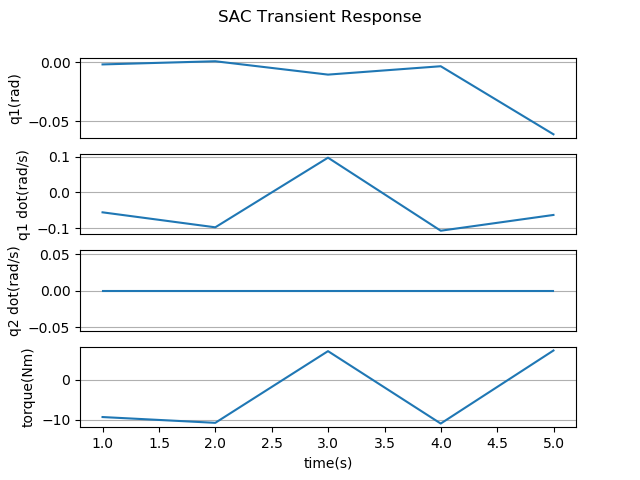 SAC Transient Response
q1(rad)
0.00
−0.05
q1 dot(rad/s)
0.1
0.0
−0.1
q2 dot(rad/s)
0.05
0.00
−0.05
torque(Nm)
0
−10
1.0 1.5 2.0 2.5 3.0 3.5 4.0 4.5 5.0
time(s)